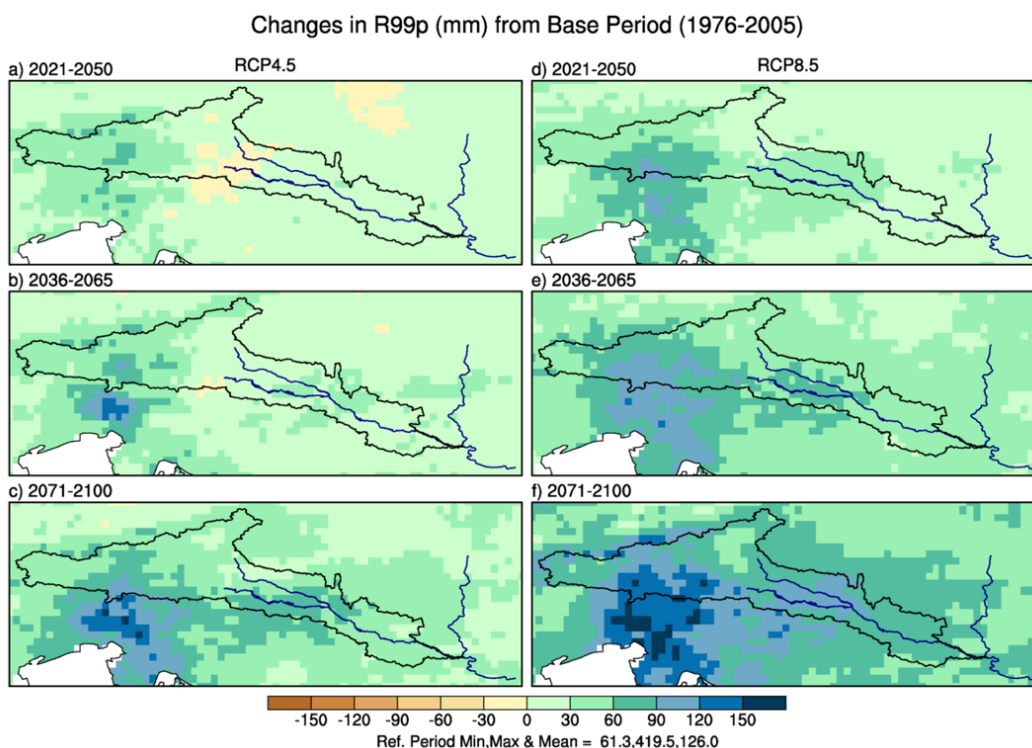 Changes in R99p (mm) from Base Period (1976-2005)
RCP4.5
RCP8.5
a) 2021-2050
d) 2021-2050
b) 2036-2065
e) 2036-2065
c) 2071-2100
f) 2071-2100
-150 -120 -90 -60 -30 0 30 60 90 120 150
Ref. Period Min,Max & Mean = 61.3,419.5,126.0